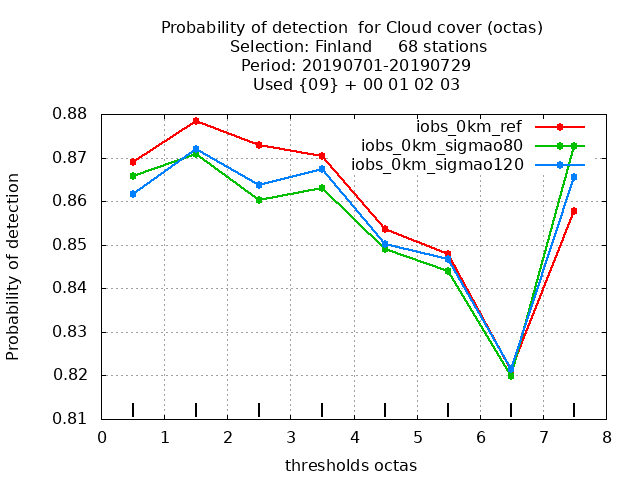 Probability of detection  for Cloud cover (octas)
Selection: Finland     68 stations
Period: 20190701-20190729
Used {09} + 00 01 02 03
iobs_0km_ref
iobs_0km_sigmao80
iobs_0km_sigmao120
Probability of detection
0.88
0.87
0.86
0.85
0.84
0.83
0.82
0.81
0 1 2 3 4 5 6 7 8
thresholds octas